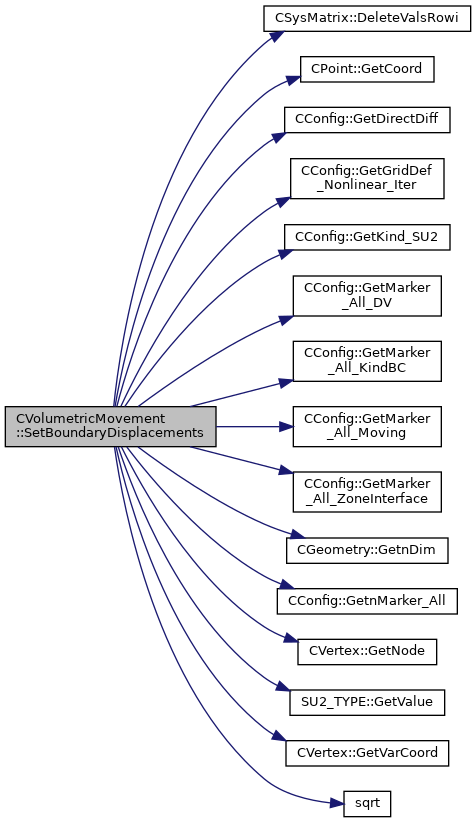 CSysMatrix::DeleteValsRowi
CPoint::GetCoord
CConfig::GetDirectDiff
CConfig::GetGridDef
_Nonlinear_Iter
CConfig::GetKind_SU2
CConfig::GetMarker
_All_DV
CConfig::GetMarker
_All_KindBC
CVolumetricMovement
::SetBoundaryDisplacements
CConfig::GetMarker
_All_Moving
CConfig::GetMarker
_All_ZoneInterface
CGeometry::GetnDim
CConfig::GetnMarker_All
CVertex::GetNode
SU2_TYPE::GetValue
CVertex::GetVarCoord
sqrt